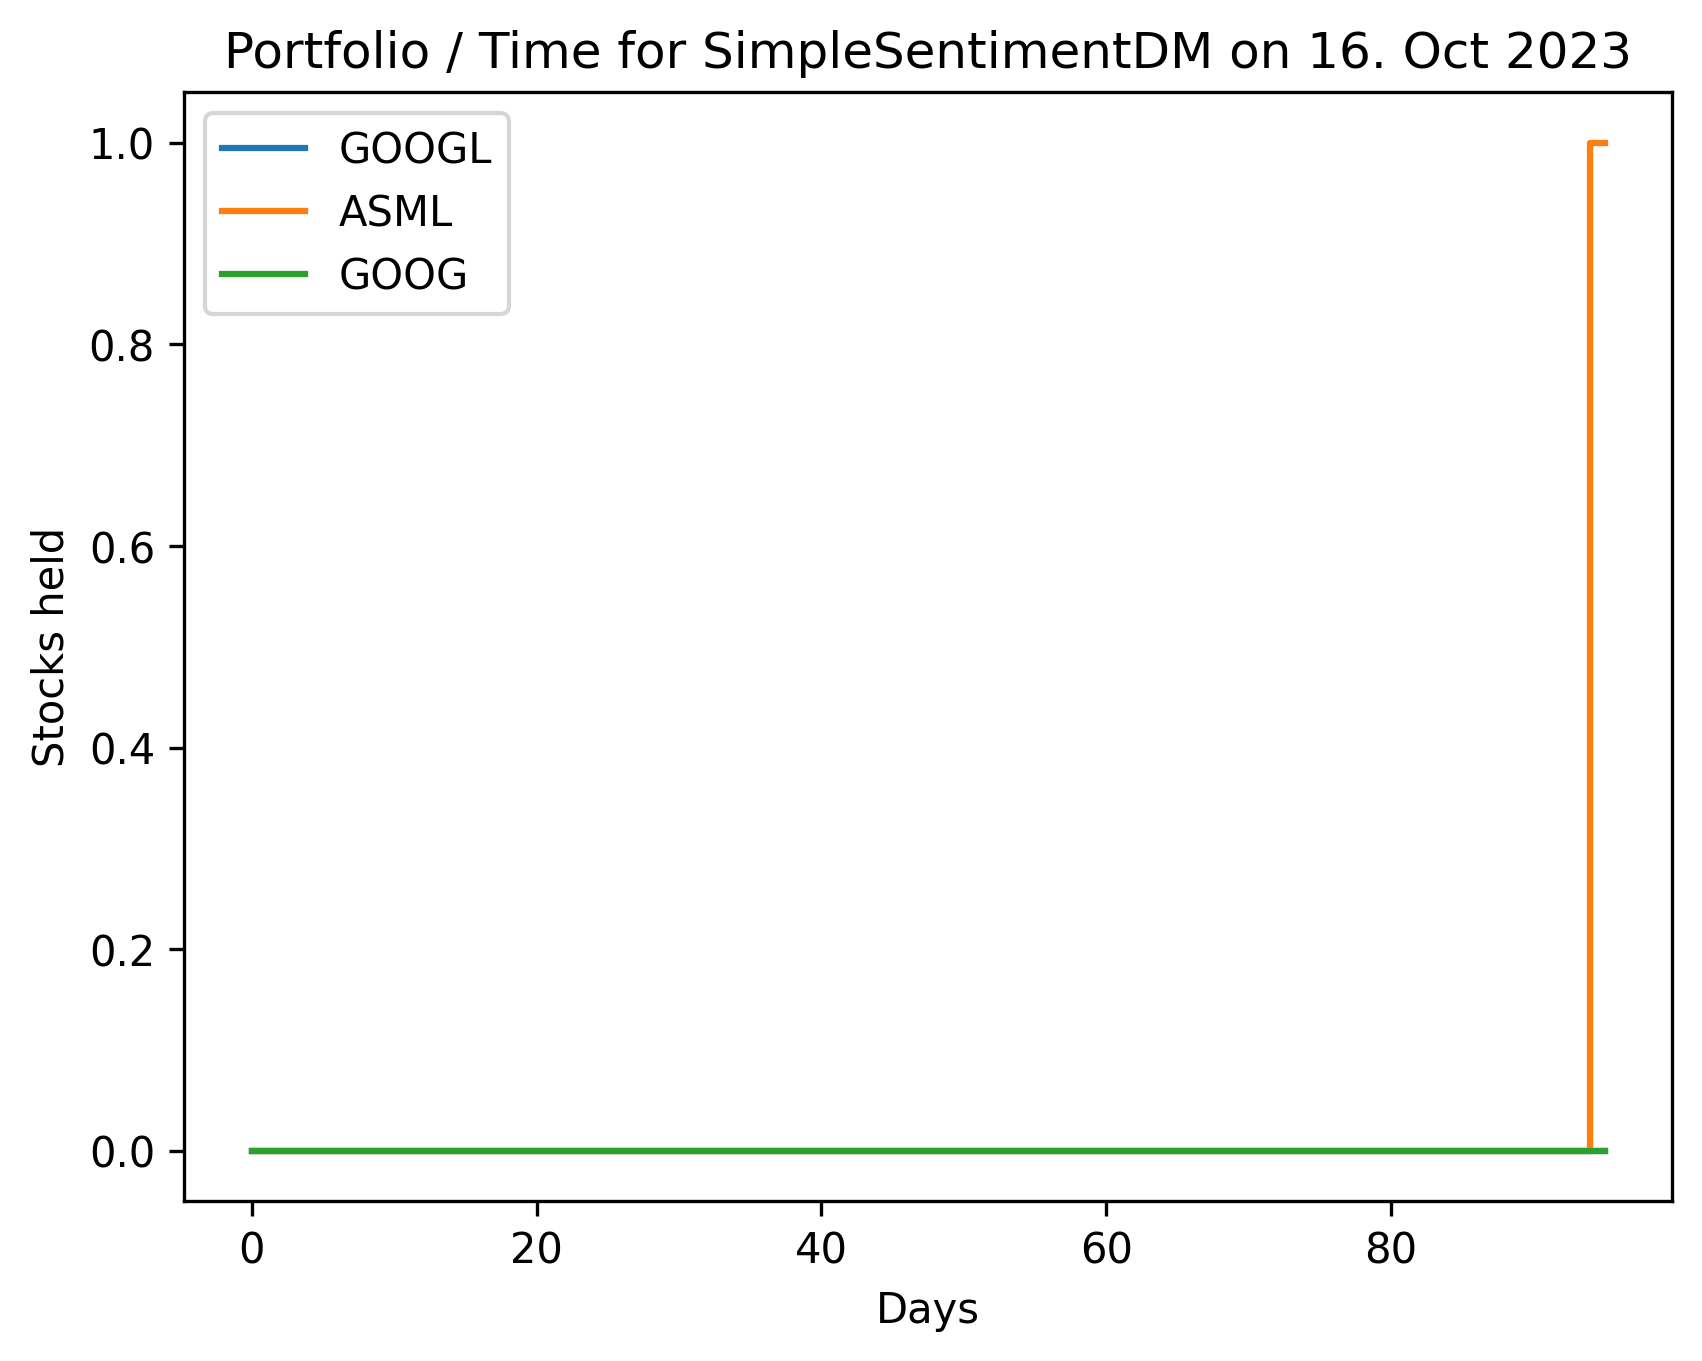 Portfolio / Time for SimpleSentimentDM on 16. Oct 2023
GOOGL
ASML
GOOG
1.0
0.8
0.6
0.4
0.2
0.0
Stocks held
0 20 40 60 80
Days